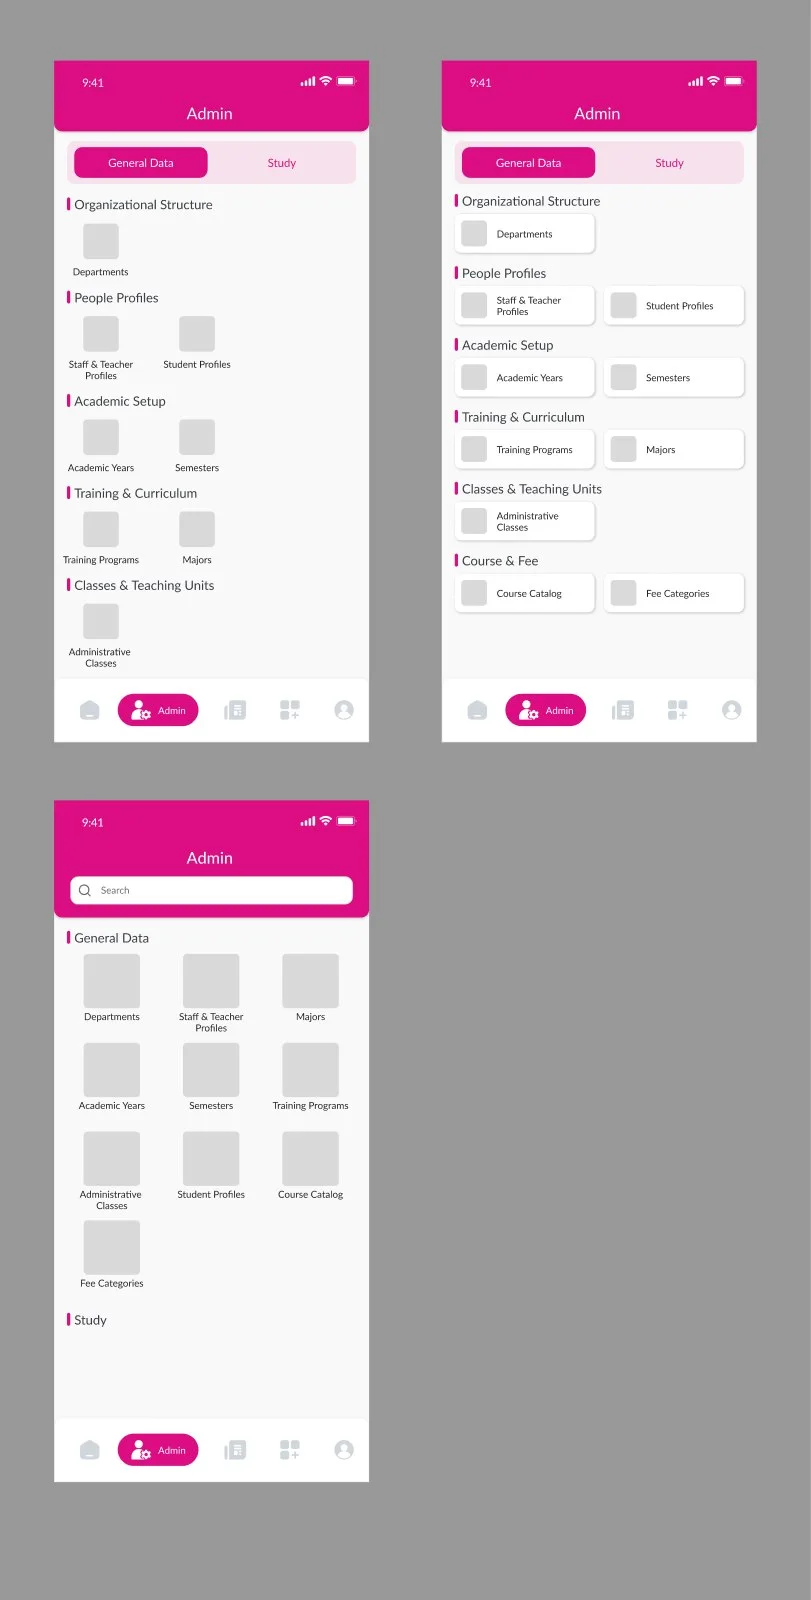 9:41
Admin
General Data
Study
Organizational Structure
Departments
People Profiles
Staff & Teacher
Profiles
Student Profiles
Academic Setup
Academic Years
Semesters
Training & Curriculum
Training Programs
Majors
Classes & Teaching Units
Administrative
Classes
Admin
9:41
Admin
General Data
Study
Organizational Structure
Departments
People Profiles
Staff & Teacher
Profiles
Student Profiles
Academic Setup
Academic Years
Semesters
Training & Curriculum
Training Programs
Majors
Classes & Teaching Units
Administrative
Classes
Course & Fee
Course Catalog
Fee Categories
Admin
9:41
Admin
Search
General Data
Departments
Staff & Teacher
Profiles
Majors
Academic Years
Semesters
Training Programs
Administrative
Classes
Student Profiles
Course Catalog
Fee Categories
Study
Admin